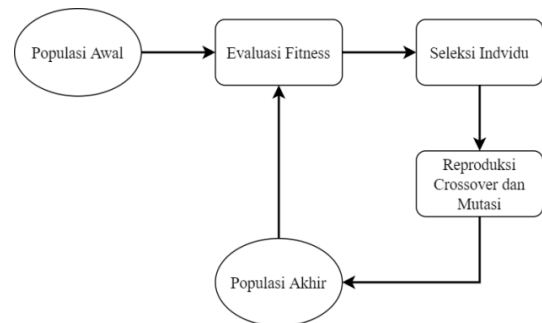 Populasi Awal
Evaluasi Fitness
Seleksi Indvidu
Reproduksi
Crossover dan
Mutasi
Populasi Akhir